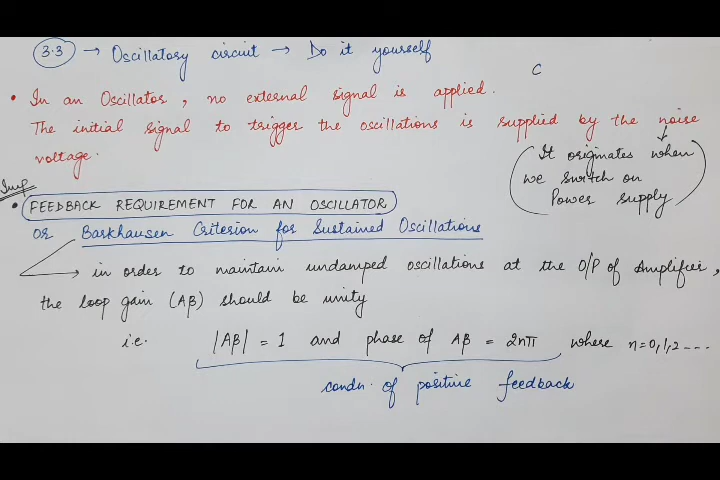 3.3 → Oscillatory circuit → Do it yourself
C
• In an Oscillator, no external signal is applied.
The initial signal to trigger the oscillations is supplied by the noise
voltage.
(It originates when
we switch on
Power supply)
Imp
• FEEDBACK REQUIREMENT FOR AN OSCILLATOR
or Barkhausen Criterion for Sustained Oscillations
→ in order to maintain undamped oscillations at the O/P of Amplifier,
the loop gain (Aβ) should be unity
i.e. |Aβ| = 1 and phase of Aβ = 2nπ where n=0,1,2 ----
condn. of positive feedback